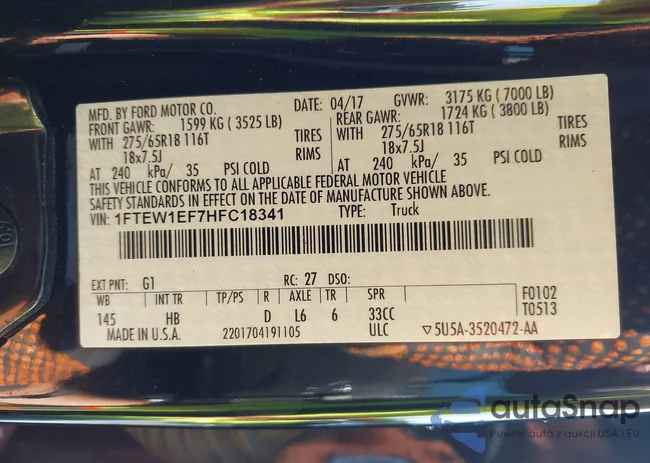 MFD. BY FORD MOTOR CO.
DATE: 04/17
GVWR: 3175 KG ( 7000 LB)
FRONT GAWR: 1599 KG ( 3525 LB)
REAR GAWR: 1724 KG ( 3800 LB)
WITH 275/65R18 116T TIRES
WITH 275/65R18 116T TIRES
18x7.5J RIMS
18x7.5J RIMS
AT 240 kPa/ 35 PSI COLD
AT 240 kPa/ 35 PSI COLD
THIS VEHICLE CONFORMS TO ALL APPLICABLE FEDERAL MOTOR VEHICLE
SAFETY STANDARDS IN EFFECT ON THE DATE OF MANUFACTURE SHOWN ABOVE.
VIN: 1FTEW1EF7HFC18341 TYPE: Truck
EXT PNT: G1 RC: 27 DSO:
WB INT TR TP/PS R AXLE TR SPR F0102
145 HB D L6 6 33CC T0513
MADE IN U.S.A. 2201704191105 ULC ▽5U5A-3520472-AA
autoSnap
Pewne auta z aukcji USA - EU